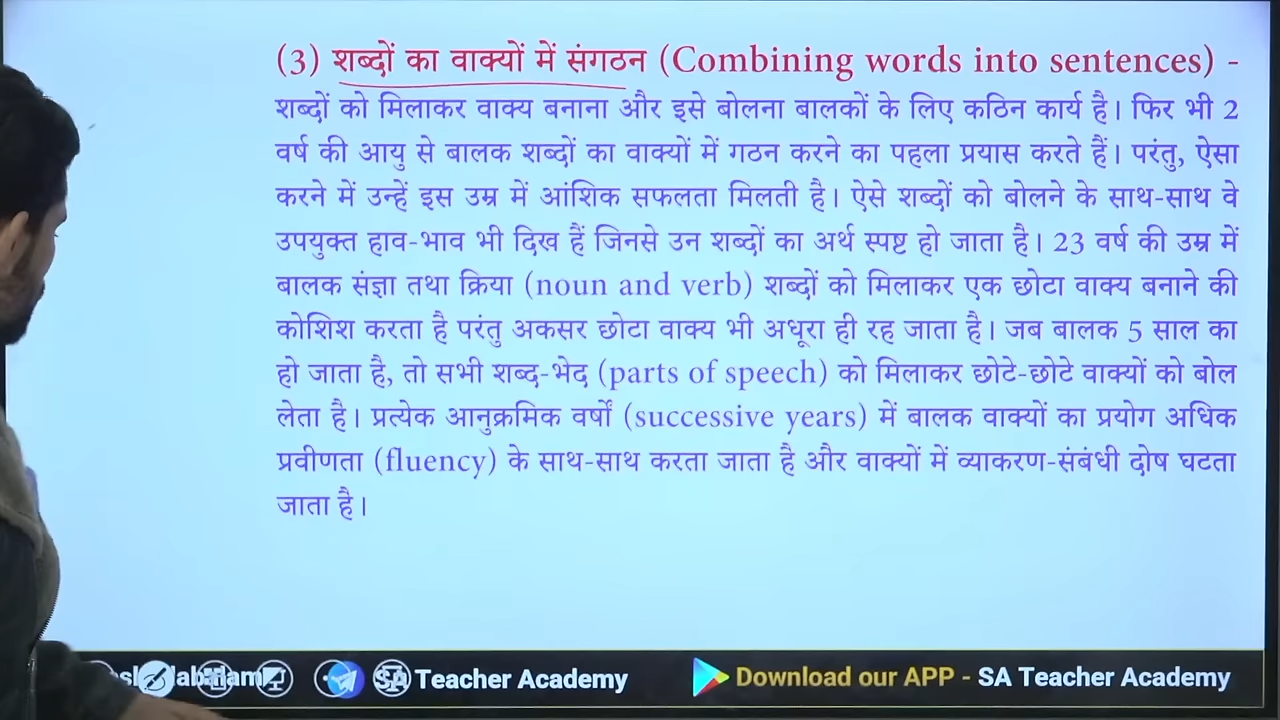 (3) शब्दों का वाक्यों में संगठन (Combining words into sentences) -
शब्दों को मिलाकर वाक्य बनाना और इसे बोलना बालकों के लिए कठिन कार्य है। फिर भी 2
वर्ष की आयु से बालक शब्दों का वाक्यों में गठन करने का पहला प्रयास करते हैं। परंतु, ऐसा
करने में उन्हें इस उम्र में आंशिक सफलता मिलती है। ऐसे शब्दों को बोलने के साथ-साथ वे
उपयुक्त हाव-भाव भी दिख हैं जिनसे उन शब्दों का अर्थ स्पष्ट हो जाता है। 23 वर्ष की उम्र में
बालक संज्ञा तथा क्रिया (noun and verb) शब्दों को मिलाकर एक छोटा वाक्य बनाने की
कोशिश करता है परंतु अकसर छोटा वाक्य भी अधूरा ही रह जाता है। जब बालक 5 साल का
हो जाता है, तो सभी शब्द-भेद (parts of speech) को मिलाकर छोटे-छोटे वाक्यों को बोल
लेता है। प्रत्येक आनुक्रमिक वर्षों (successive years) में बालक वाक्यों का प्रयोग अधिक
प्रवीणता (fluency) के साथ-साथ करता जाता है और वाक्यों में व्याकरण-संबंधी दोष घटता
जाता है।
SA Teacher Academy
Download our APP - SA Teacher Academy